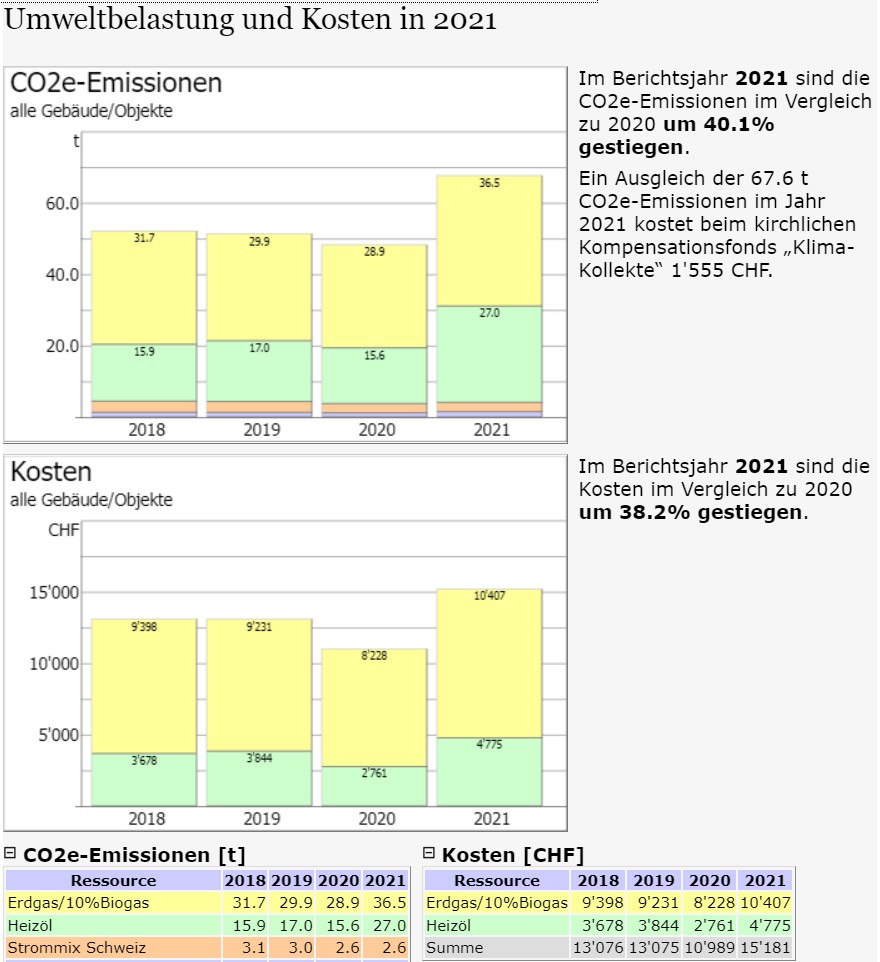 Umweltbelastung und Kosten in 2021
CO2e-Emissionen
alle Gebäude/Objekte
t
60.0
40.0
20.0
31.7
29.9
28.9
36.5
15.9
17.0
15.6
27.0
2018
2019
2020
2021
Im Berichtsjahr 2021 sind die
CO2e-Emissionen im Vergleich
zu 2020 um 40.1%
gestiegen.
Ein Ausgleich der 67.6 t
CO2e-Emissionen im Jahr
2021 kostet beim kirchlichen
Kompensationsfonds „Klima-
Kollekte“ 1'555 CHF.
Kosten
alle Gebäude/Objekte
CHF
15'000
10'000
5'000
9'398
9'231
8'228
10'407
3'678
3'844
2'761
4'775
2018
2019
2020
2021
Im Berichtsjahr 2021 sind die
Kosten im Vergleich zu 2020
um 38.2% gestiegen.
CO2e-Emissionen [t]
Ressource 2018 2019 2020 2021
Erdgas/10%Biogas 31.7 29.9 28.9 36.5
Heizöl 15.9 17.0 15.6 27.0
Strommix Schweiz 3.1 3.0 2.6 2.6
Kosten [CHF]
Ressource 2018 2019 2020 2021
Erdgas/10%Biogas 9'398 9'231 8'228 10'407
Heizöl 3'678 3'844 2'761 4'775
Summe 13'076 13'075 10'989 15'181